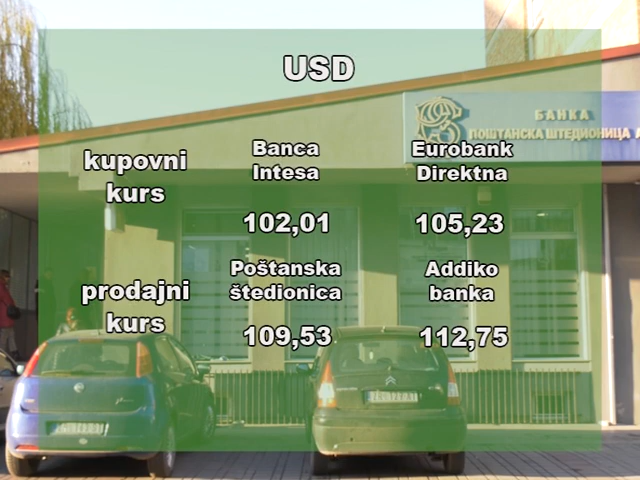 USD
БАНКА
ПОШТАНСКА ШТЕДИОНИЦА
kupovni
kurs
Banca
Intesa
102,01
Eurobank
Direktna
105,23
prodajni
kurs
Poštanska
štedionica
109,53
Addiko
banka
112,75